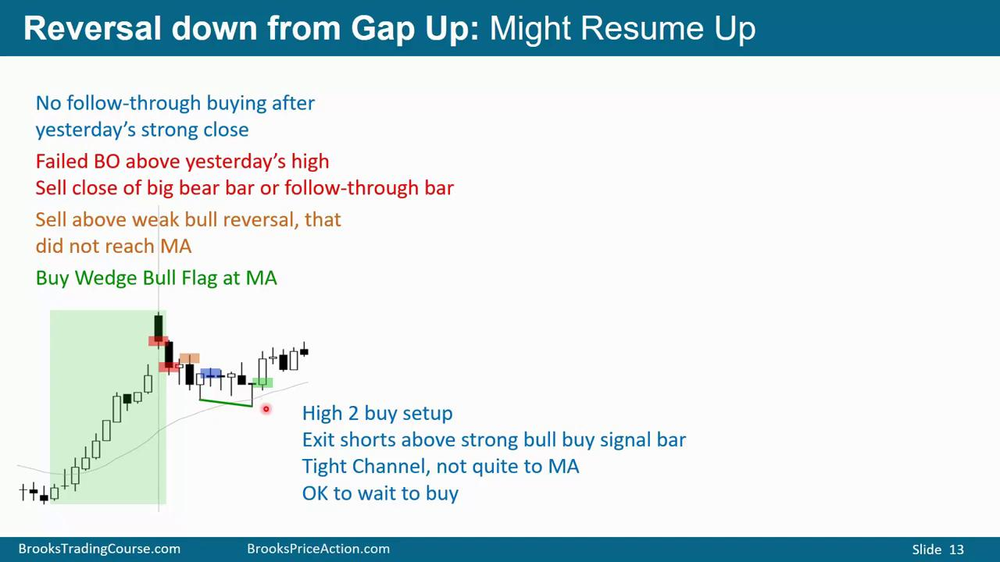 Reversal down from Gap Up: Might Resume Up
No follow-through buying after
yesterday's strong close
Failed BO above yesterday's high
Sell close of big bear bar or follow-through bar
Sell above weak bull reversal, that
did not reach MA
Buy Wedge Bull Flag at MA
High 2 buy setup
Exit shorts above strong bull buy signal bar
Tight Channel, not quite to MA
OK to wait to buy
BrooksTradingCourse.com
BrooksPriceAction.com
Slide 13